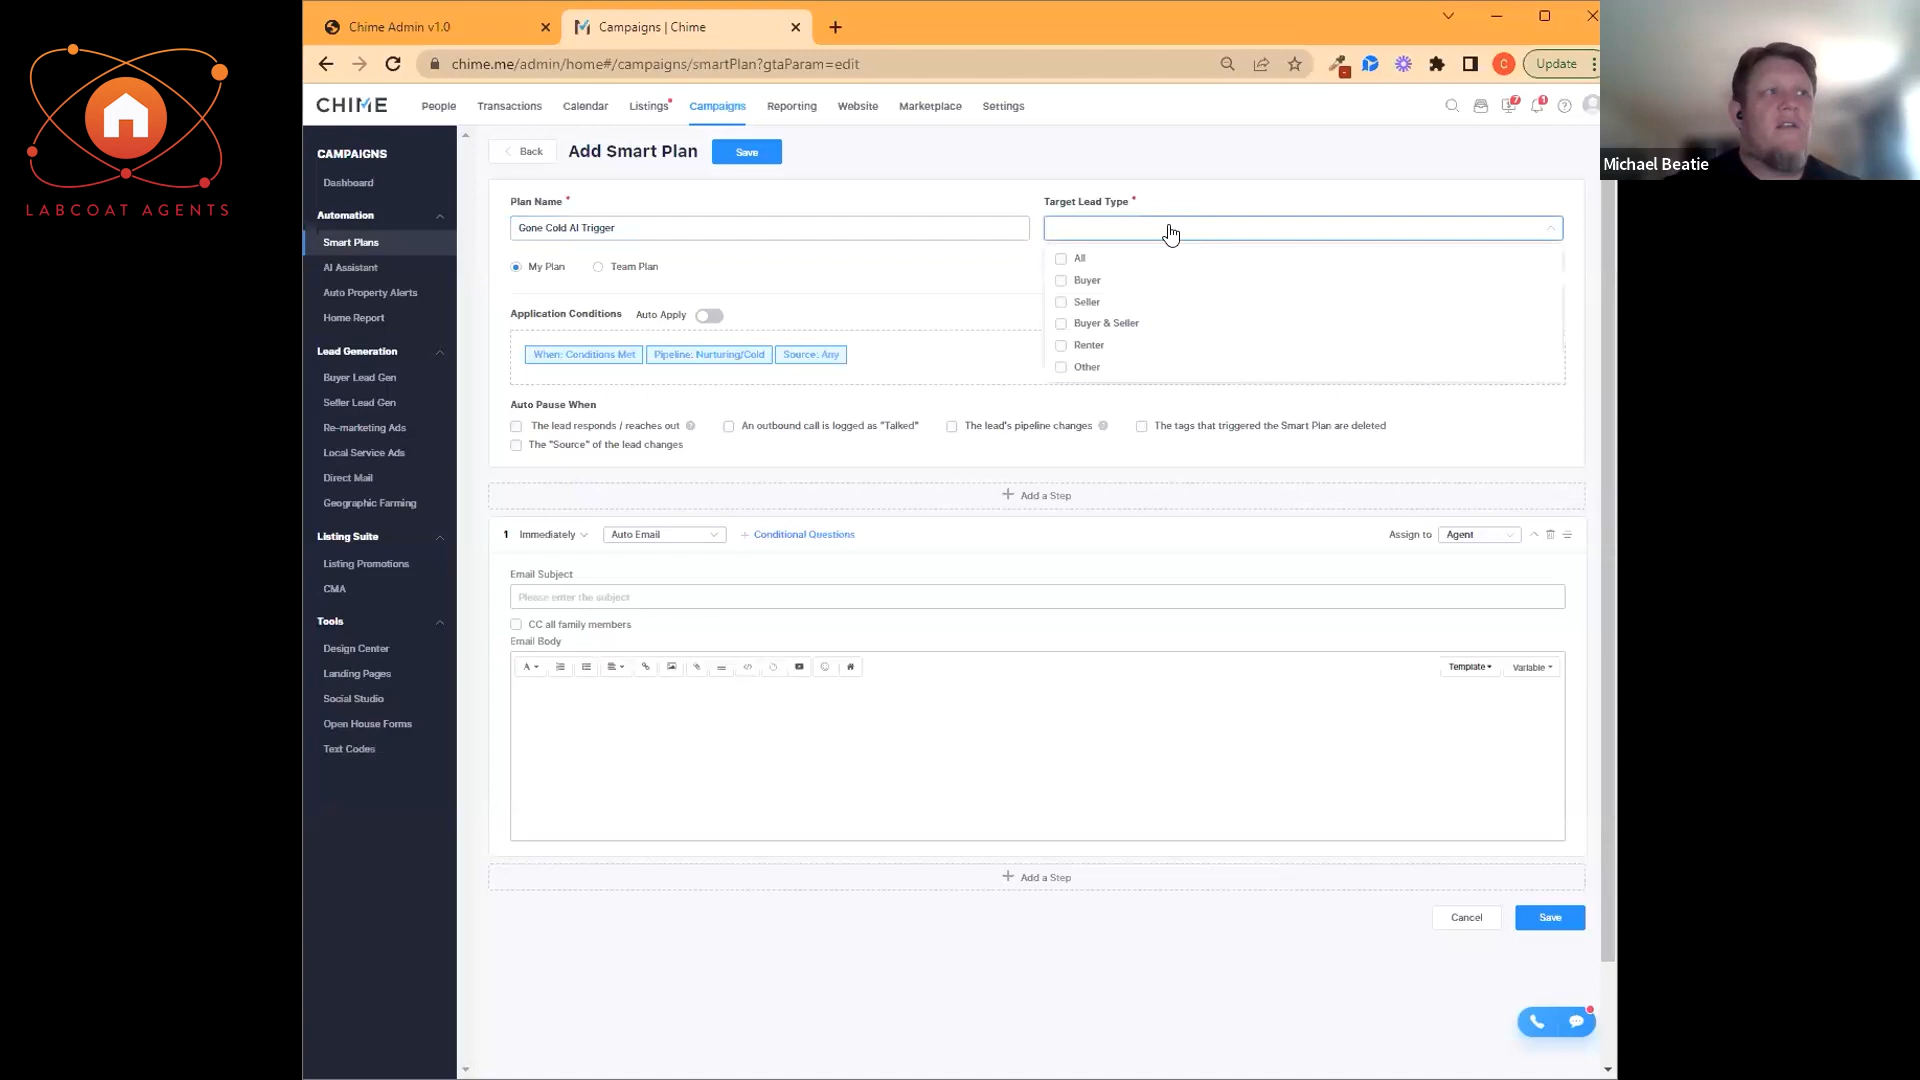 LABCOAT AGENTS
Chime Admin v1.0
Campaigns | Chime
chime.me/admin/home#/campaigns/smartPlan?gtaParam=edit
C
Update
Michael Beatie
CHIME
People
Transactions
Calendar
Listings
Campaigns
Reporting
Website
Marketplace
Settings
7
1
CAMPAIGNS
Dashboard
Automation
Smart Plans
AI Assistant
Auto Property Alerts
Home Report
Lead Generation
Buyer Lead Gen
Seller Lead Gen
Re-marketing Ads
Local Service Ads
Direct Mail
Geographic Farming
Listing Suite
Listing Promotions
CMA
Tools
Design Center
Landing Pages
Social Studio
Open House Forms
Text Codes
Back
Add Smart Plan
Save
Plan Name *
Gone Cold AI Trigger
My Plan
Team Plan
Target Lead Type *
All
Buyer
Seller
Buyer & Seller
Renter
Other
Application Conditions
Auto Apply
When: Conditions Met
Pipeline: Nurturing/Cold
Source: Any
Auto Pause When
The lead responds / reaches out
An outbound call is logged as "Talked"
The lead's pipeline changes
The tags that triggered the Smart Plan are deleted
The "Source" of the lead changes
+ Add a Step
1
Immediately
Auto Email
+ Conditional Questions
Assign to
Agent
Email Subject
Please enter the subject
CC all family members
Email Body
A
Template
Variable
+ Add a Step
Cancel
Save